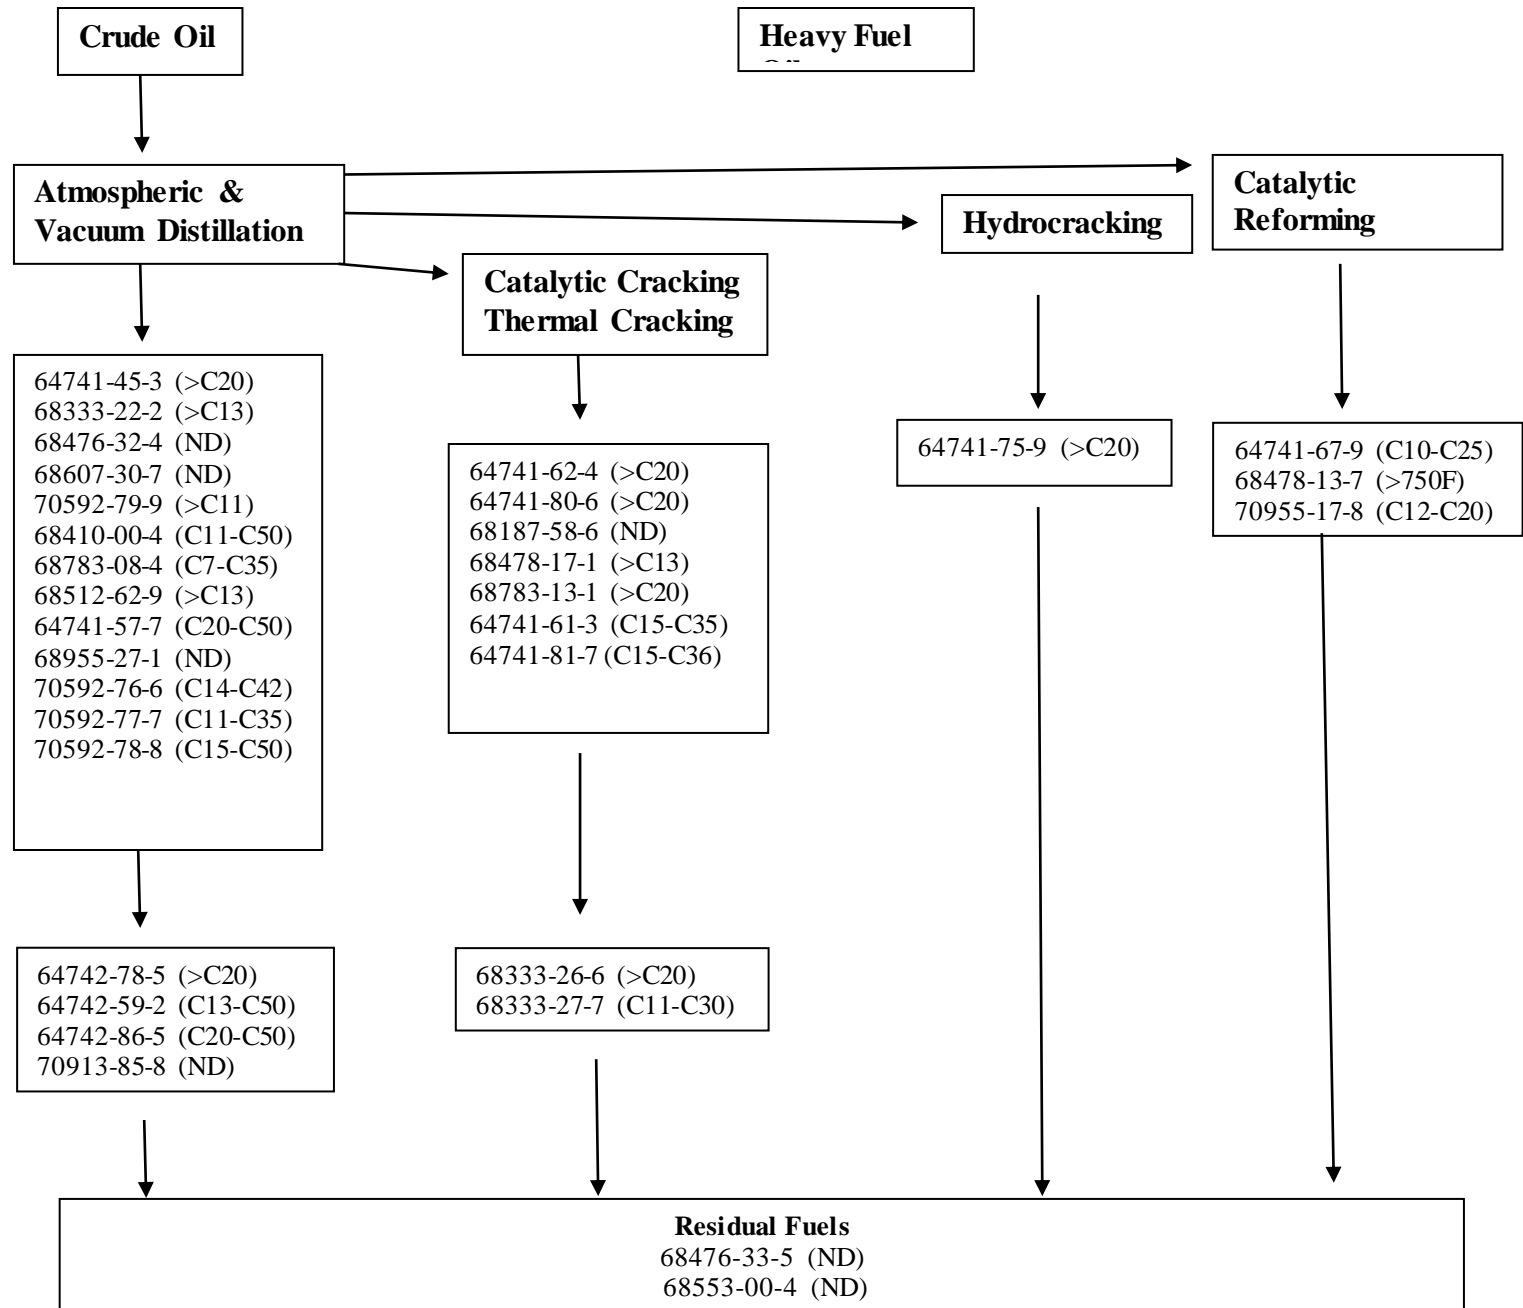 Crude Oil
Heavy Fuel
Atmospheric &
Vacuum Distillation
Catalytic Cracking
Thermal Cracking
Hydrocracking
Catalytic
Reforming
64741-45-3 (>C20)
68333-22-2 (>C13)
68476-32-4 (ND)
68607-30-7 (ND)
70592-79-9 (>C11)
68410-00-4 (C11-C50)
68783-08-4 (C7-C35)
68512-62-9 (>C13)
64741-57-7 (C20-C50)
68955-27-1 (ND)
70592-76-6 (C14-C42)
70592-77-7 (C11-C35)
70592-78-8 (C15-C50)
64741-62-4 (>C20)
64741-80-6 (>C20)
68187-58-6 (ND)
68478-17-1 (>C13)
68783-13-1 (>C20)
64741-61-3 (C15-C35)
64741-81-7 (C15-C36)
64741-75-9 (>C20)
64741-67-9 (C10-C25)
68478-13-7 (>750F)
70955-17-8 (C12-C20)
64742-78-5 (>C20)
64742-59-2 (C13-C50)
64742-86-5 (C20-C50)
70913-85-8 (ND)
68333-26-6 (>C20)
68333-27-7 (C11-C30)
Residual Fuels
68476-33-5 (ND)
68553-00-4 (ND)